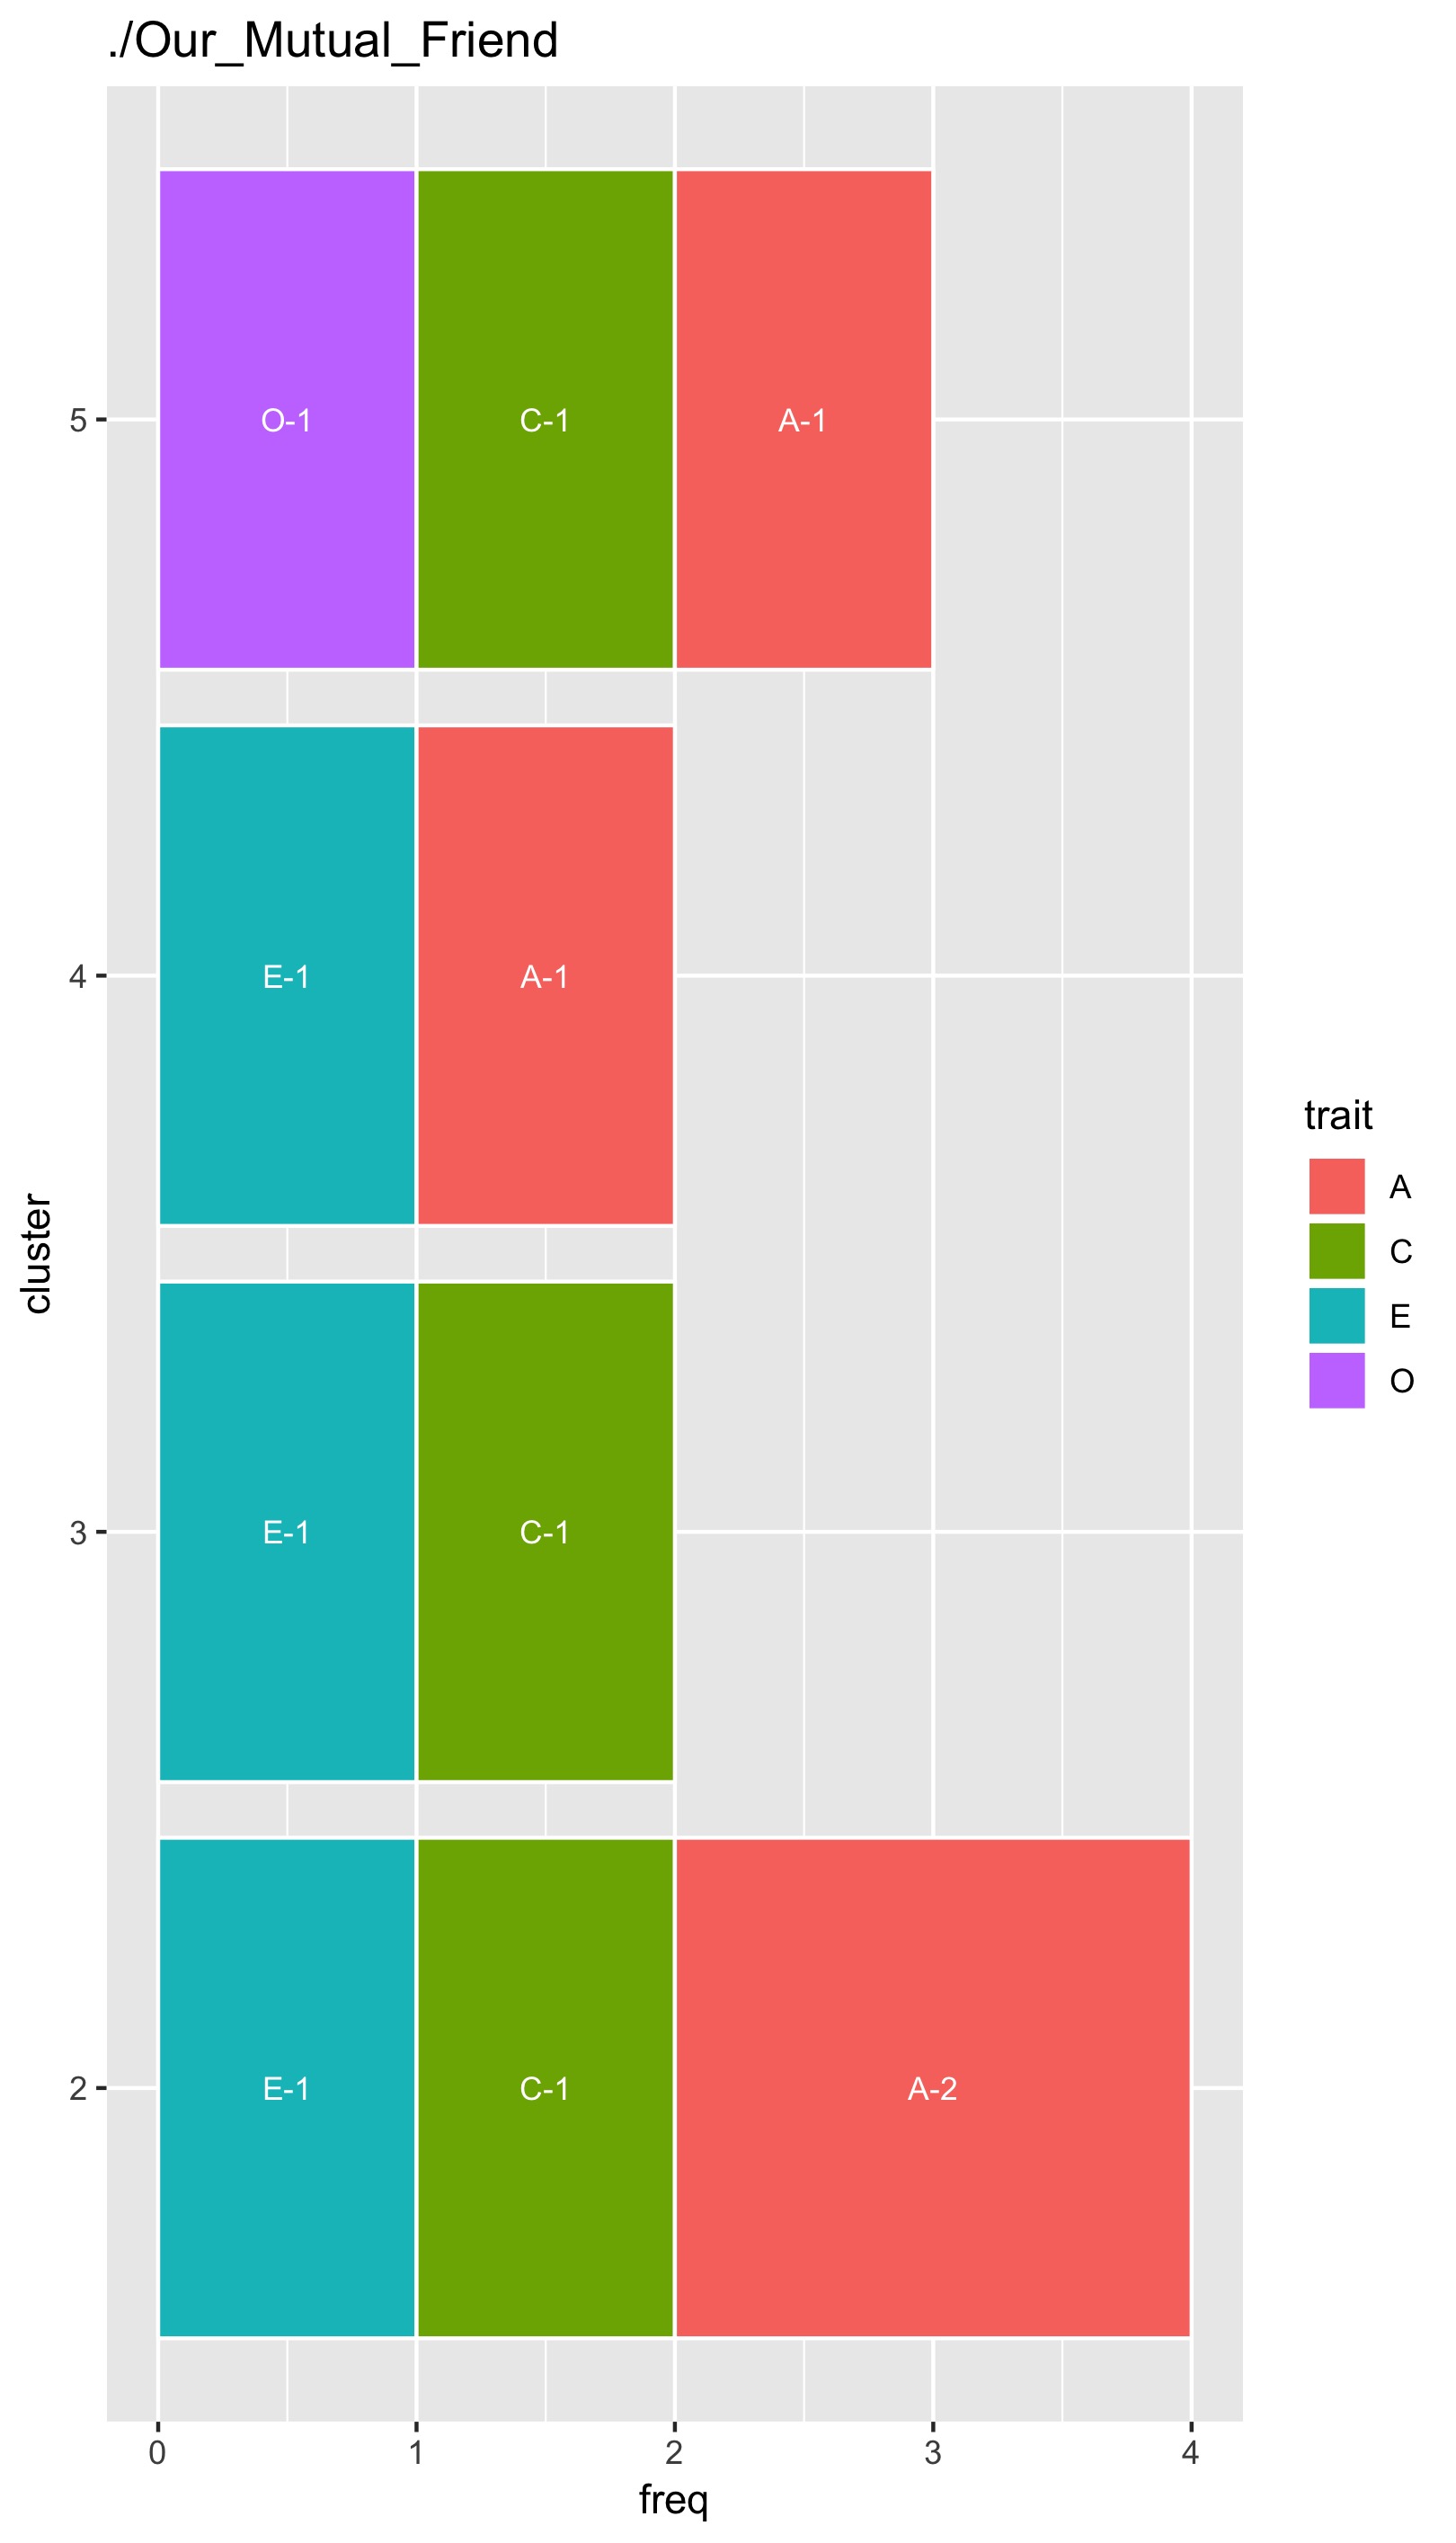 ./Our_Mutual_Friend
5
O-1 C-1 A-1
4
E-1 A-1
3
E-1 C-1
2
E-1 C-1 A-2
cluster
0 1 2 3 4
freq
trait
A
C
E
O